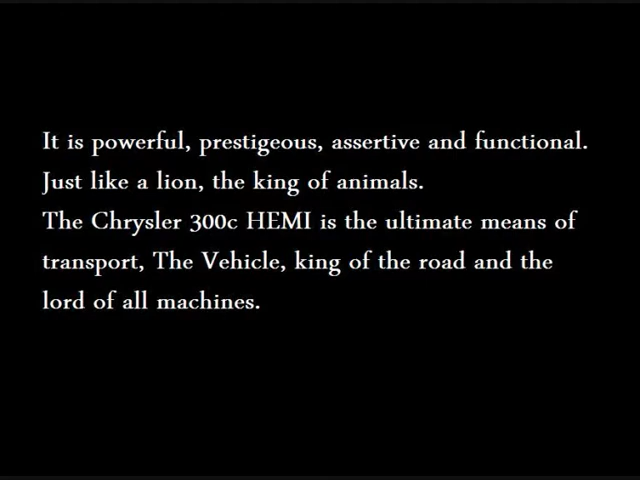 It is powerful, prestigeous, assertive and functional.
Just like a lion, the king of animals.
The Chrysler 300c HEMI is the ultimate means of
transport, The Vehicle, king of the road and the
lord of all machines.